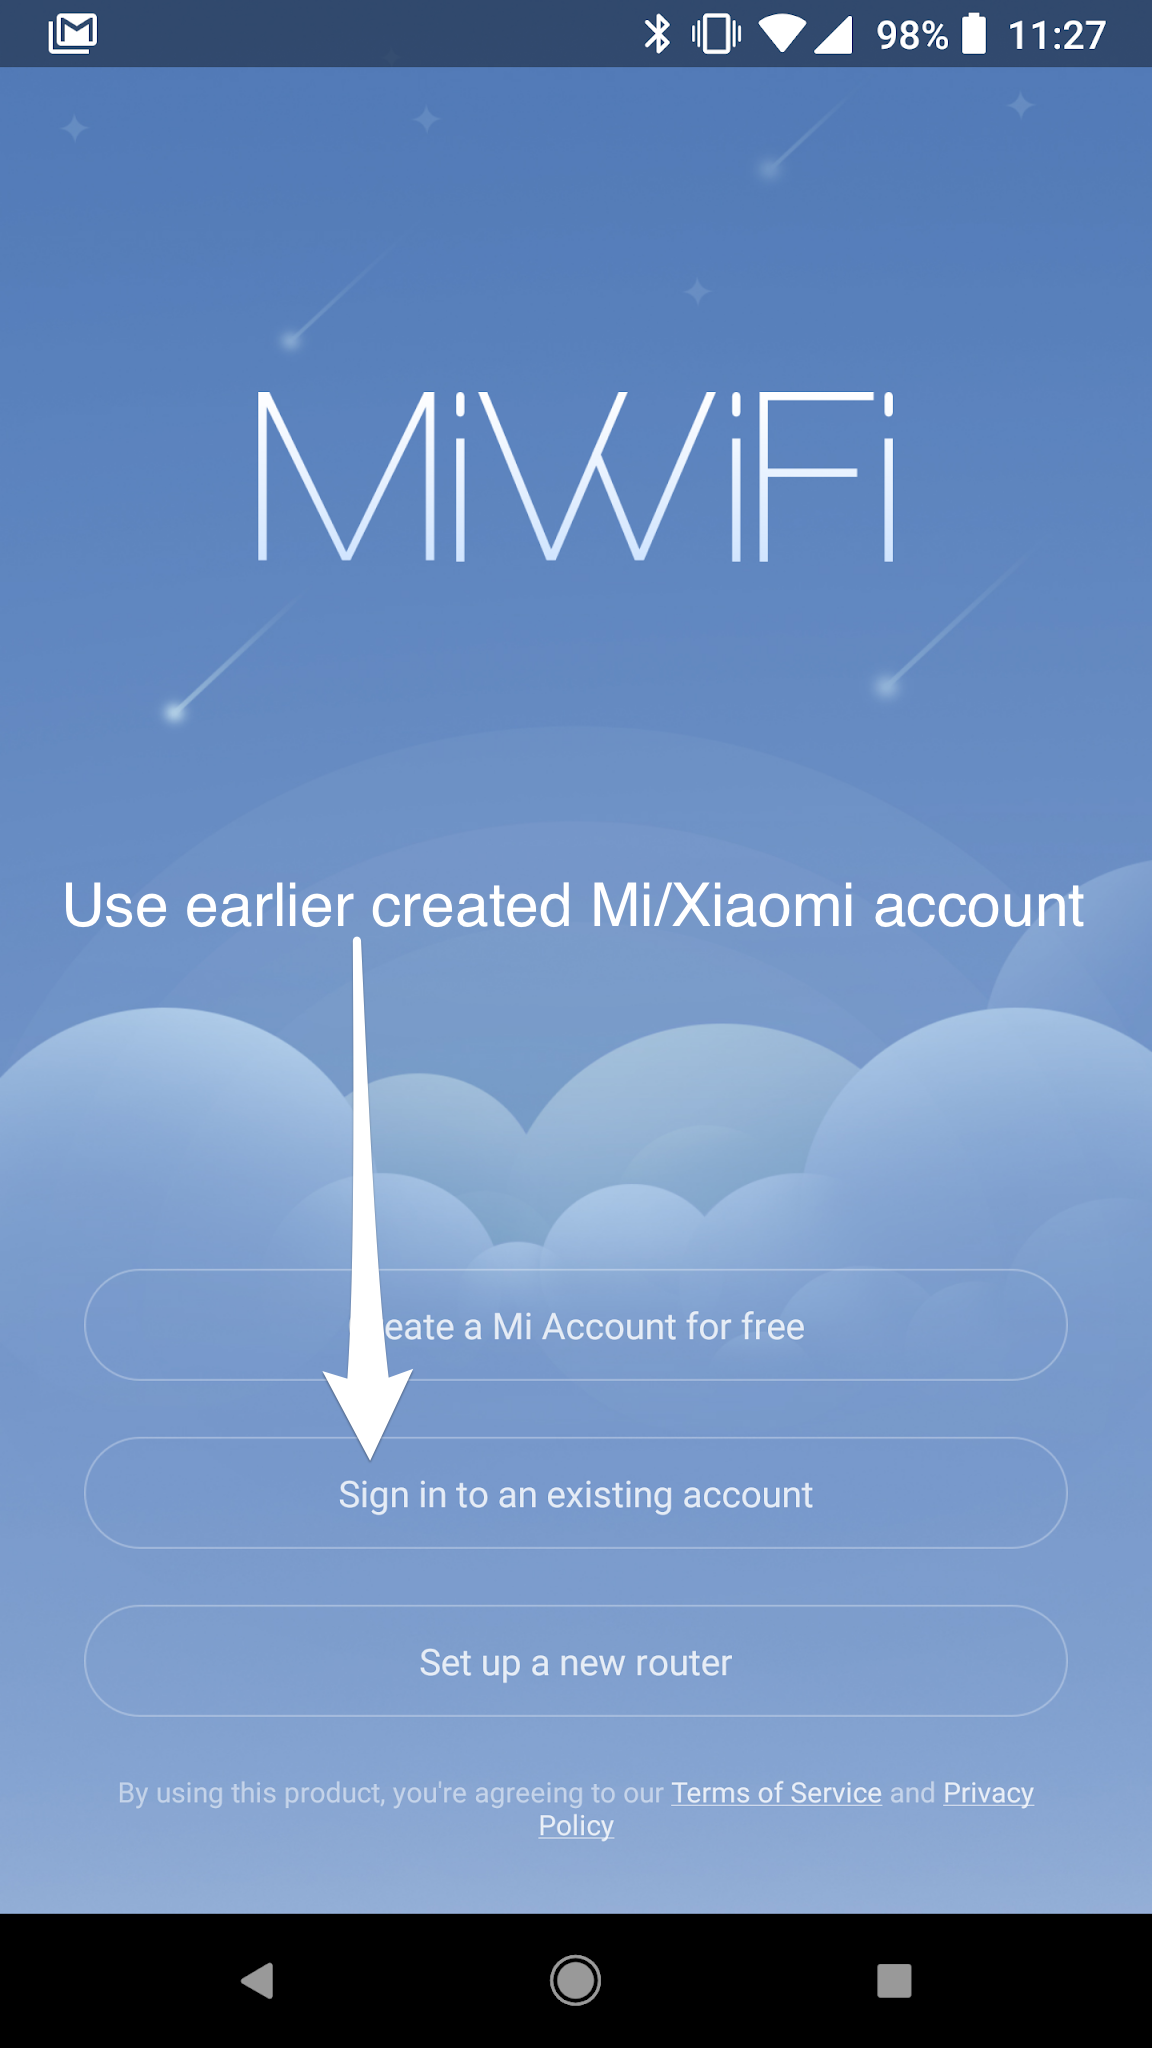 98% 11:27
MiWiFi
Use earlier created Mi/Xiaomi account
eate a Mi Account for free
Sign in to an existing account
Set up a new router
By using this product, you're agreeing to our Terms of Service and Privacy
Policy